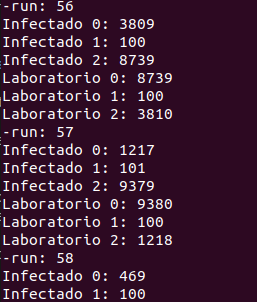 -run: 56
Infectado 0: 3809
Infectado 1: 100
Infectado 2: 8739
Laboratorio 0: 8739
Laboratorio 1: 100
Laboratorio 2: 3810
-run: 57
Infectado 0: 1217
Infectado 1: 101
Infectado 2: 9379
Laboratorio 0: 9380
Laboratorio 1: 100
Laboratorio 2: 1218
-run: 58
Infectado 0: 469
Infectado 1: 100